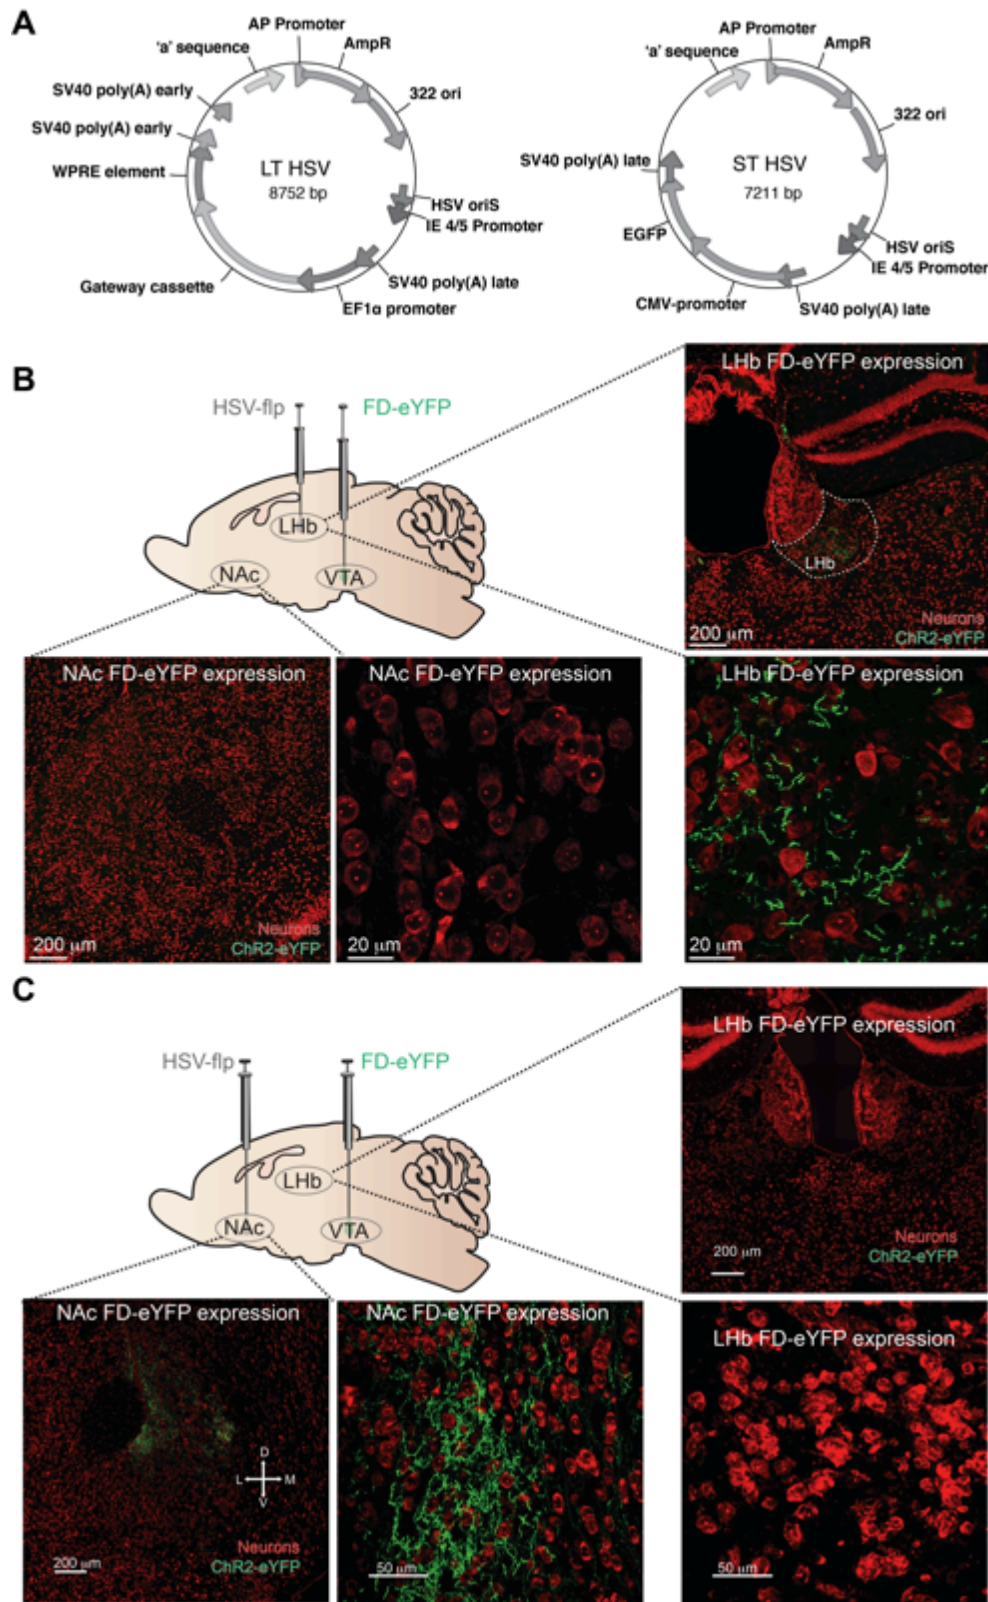 A
AP Promoter
'a' sequence
AmpR
SV40 poly(A) early
322 ori
SV40 poly(A) early
WPRE element
LT HSV
8752 bp
HSV oriS
IE 4/5 Promoter
Gateway cassette
SV40 poly(A) late
EF1α promoter
AP Promoter
'a' sequence
AmpR
322 ori
SV40 poly(A) late
ST HSV
7211 bp
EGFP
HSV oriS
IE 4/5 Promoter
CMV-promoter
SV40 poly(A) late
B
HSV-flp
FD-eYFP
LHb
NAc
VTA
LHb FD-eYFP expression
LHb
Neurons
200 μm
ChR2-eYFP
NAc FD-eYFP expression
Neurons
200 μm
ChR2-eYFP
NAc FD-eYFP expression
20 μm
LHb FD-eYFP expression
20 μm
C
HSV-flp
FD-eYFP
LHb
NAc
VTA
LHb FD-eYFP expression
Neurons
200 μm
ChR2-eYFP
NAc FD-eYFP expression
D
L M
V
Neurons
200 μm
ChR2-eYFP
NAc FD-eYFP expression
50 μm
LHb FD-eYFP expression
50 μm